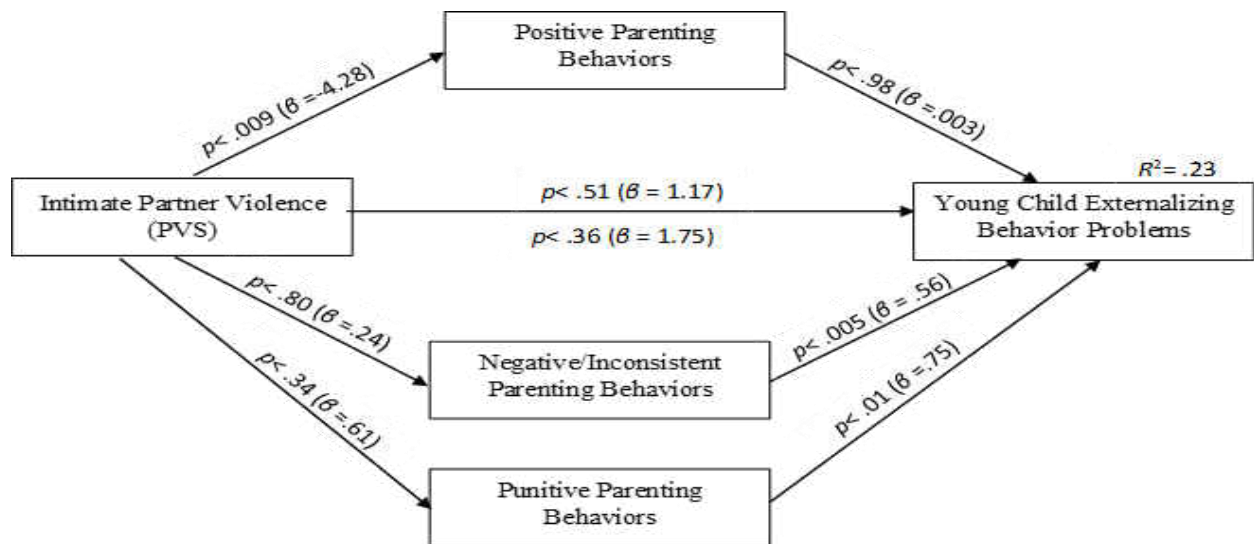 Positive Parenting
Behaviors
p< .009 (β =-4.28)
p< .98 (β =.003)
R²= .23
Intimate Partner Violence
(PVS)
p< .51 (β = 1.17)
p< .36 (β = 1.75)
Young Child Externalizing
Behavior Problems
p< .80 (β =.24)
p< .005 (β = .56)
Negative/Inconsistent
Parenting Behaviors
p< .34 (β =.61)
p< .01 (β =.75)
Punitive Parenting
Behaviors